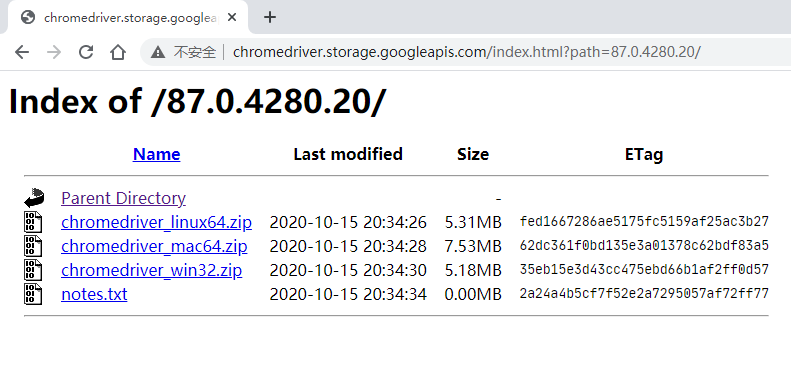 chromedriver.storage.googleap
不安全 chromedriver.storage.googleapis.com/index.html?path=87.0.4280.20/
Index of /87.0.4280.20/
Name Last modified Size ETag
Parent Directory -
chromedriver_linux64.zip 2020-10-15 20:34:26 5.31MB fed1667286ae5175fc5159af25ac3b27
chromedriver_mac64.zip 2020-10-15 20:34:28 7.53MB 62dc361f0bd135e3a01378c62bdf83a5
chromedriver_win32.zip 2020-10-15 20:34:30 5.18MB 35eb15e3d43cc475ebd66b1af2ff0d57
notes.txt 2020-10-15 20:34:34 0.00MB 2a24a4b5cf7f52e2a7295057af72ff77